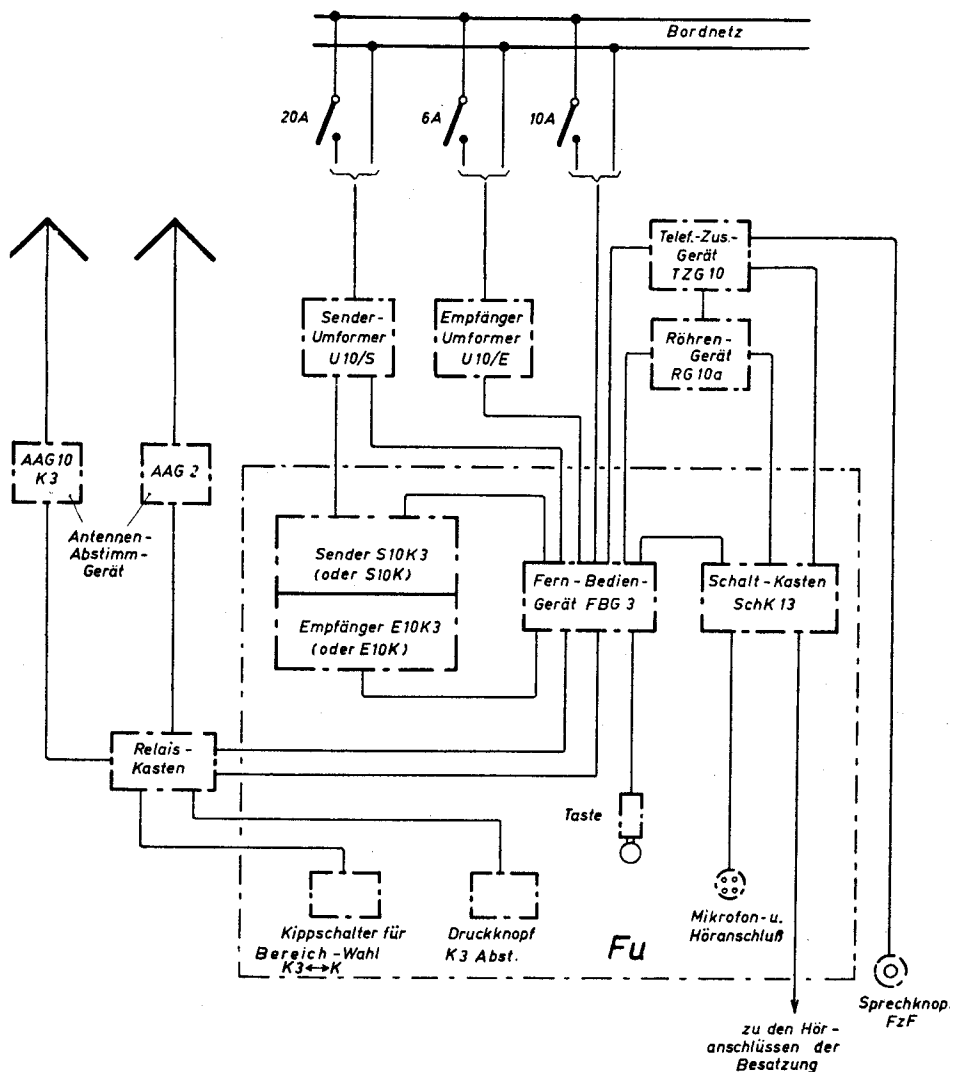 Bordnetz
20A
6A
10A
Telef.-Zus.-
Gerät
TZG 10
Sender-
Umformer
U 10/S
Empfänger
Umformer
U 10/E
Röhren-
Gerät
RG 10a
AAG 10
K 3
AAG 2
Antennen-
Abstimm-
Gerät
Sender S10K3
(oder S10K)
Empfänger E10K3
(oder E10K)
Fern-Bedien-
Gerät FBG 3
Schalt-Kasten
SchK 13
Relais-
Kasten
Taste
Kippschalter für
Bereich-Wahl
K3↔K
Druckknopf
K3 Abst.
Fu
Mikrofon- u.
Höranschluß
Sprechknop.
FzF
zu den Hör-
anschlüssen der
Besatzung